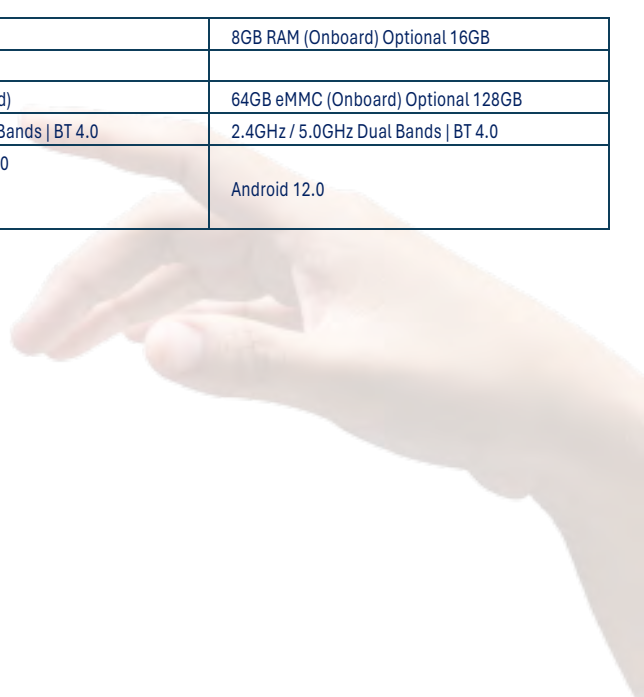 8GB RAM (Onboard) Optional 16GB
d) 64GB eMMC (Onboard) Optional 128GB
Bands | BT 4.0 2.4GHz / 5.0GHz Dual Bands | BT 4.0
0
Android 12.0